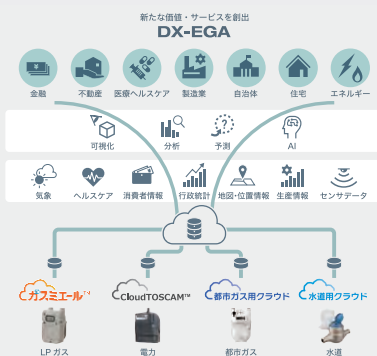 新たな価値・サービスを創出
DX-EGA
金融 不動産 医療ヘルスケア 製造業 自治体 住宅 エネルギー
可視化 分析 予測 AI
気象 ヘルスケア 消費者情報 行政統計 地図・位置情報 生産情報 センサデータ
ガスミエール™ CloudTOSCAM™ 都市ガス用クラウド 水道用クラウド
LPガス 電力 都市ガス 水道